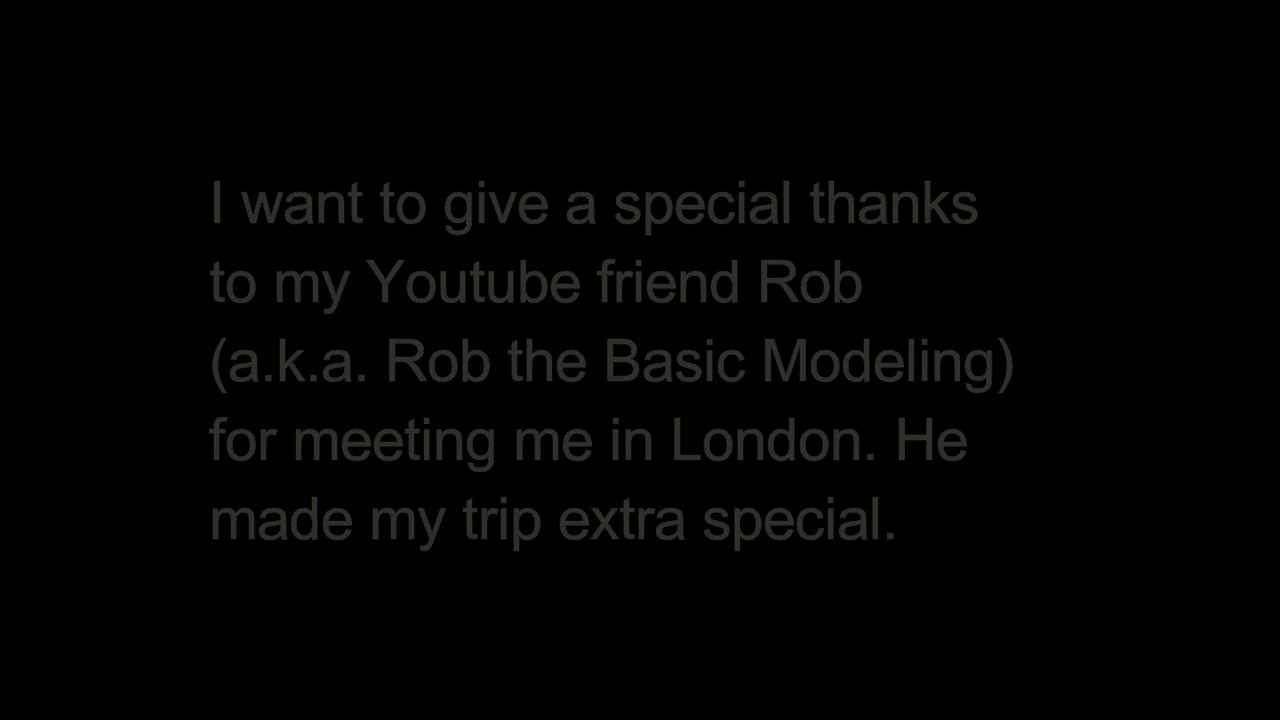 I want to give a special thanks
to my Youtube friend Rob
(a.k.a. Rob the Basic Modeling)
for meeting me in London. He
made my trip extra special.